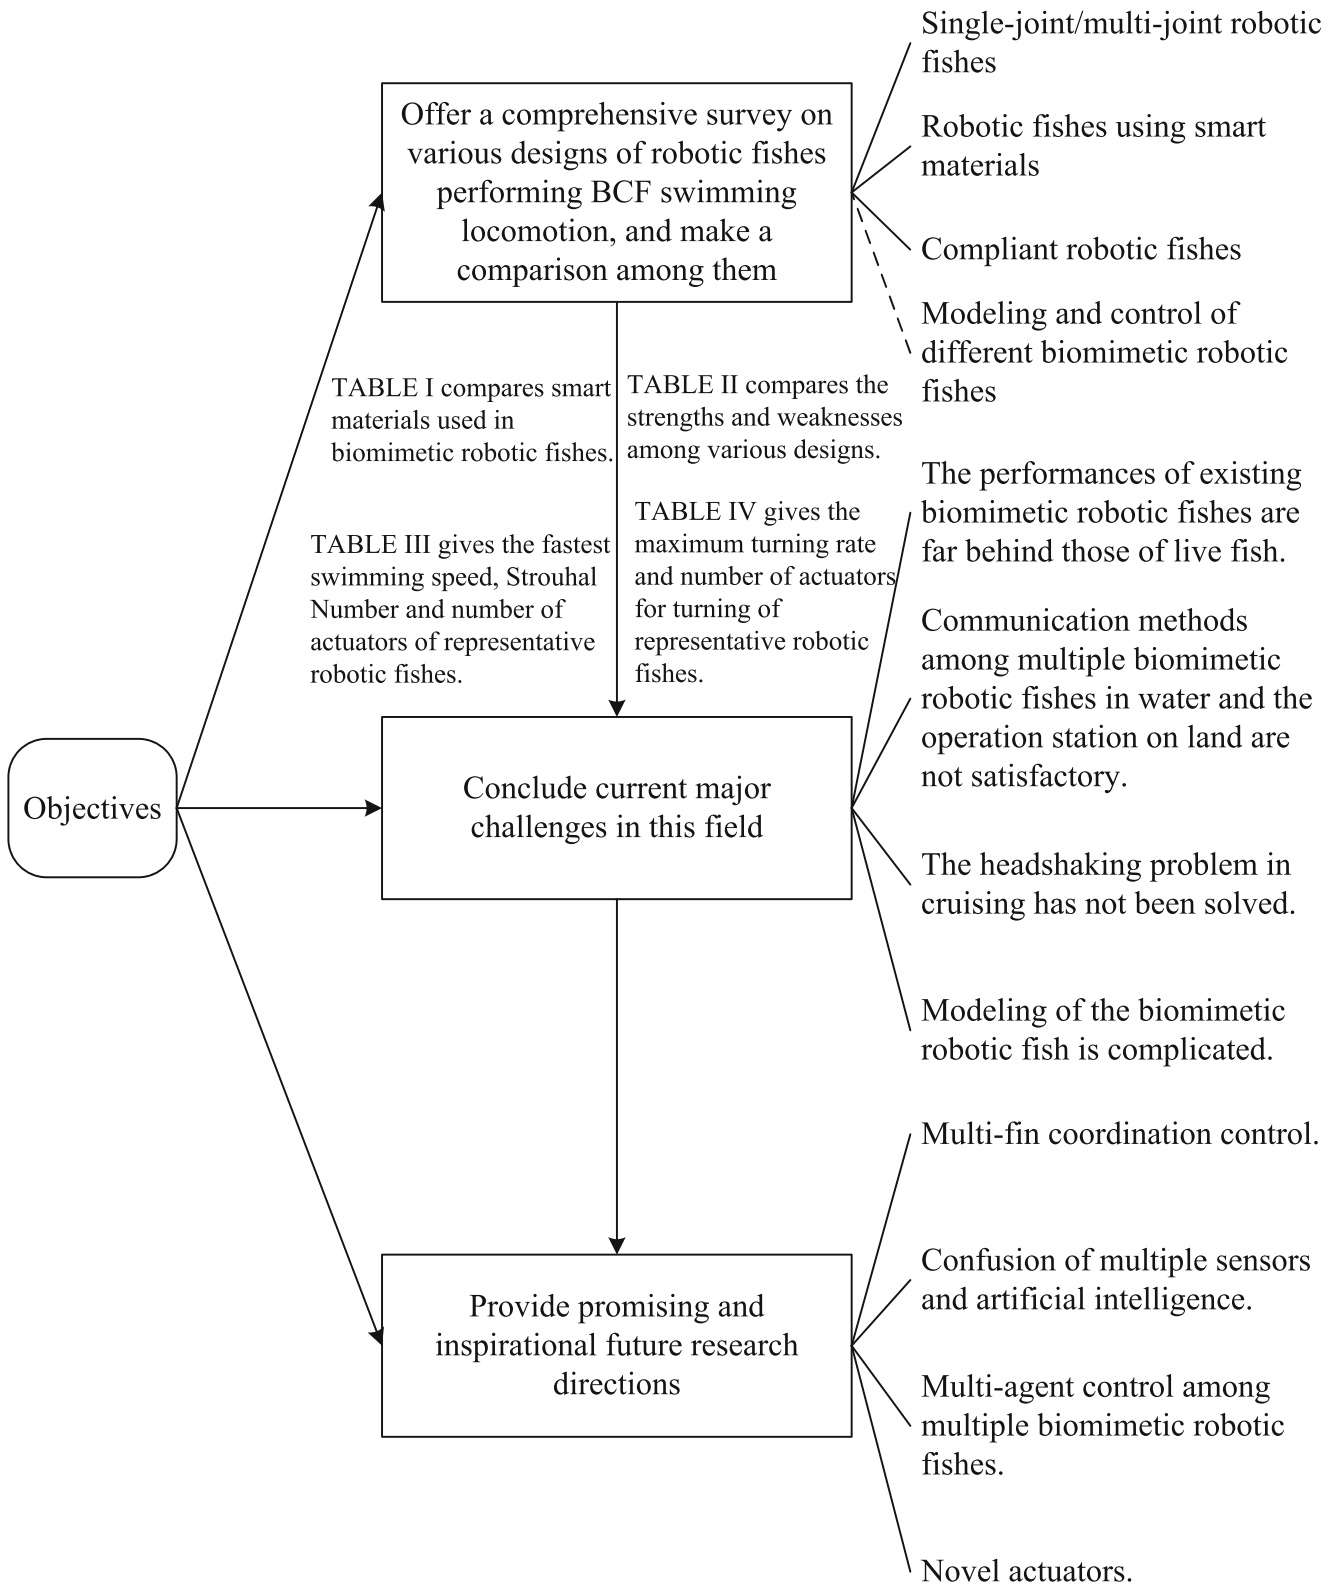 Single-joint/multi-joint robotic
fishes
Offer a comprehensive survey on
various designs of robotic fishes
performing BCF swimming
locomotion, and make a
comparison among them
Robotic fishes using smart
materials
Compliant robotic fishes
Modeling and control of
different biomimetic robotic
fishes
TABLE I compares smart
materials used in
biomimetic robotic fishes.
TABLE II compares the
strengths and weaknesses
among various designs.
TABLE III gives the fastest
swimming speed, Strouhal
Number and number of
actuators of representative
robotic fishes.
TABLE IV gives the
maximum turning rate
and number of actuators
for turning of
representative robotic
fishes.
The performances of existing
biomimetic robotic fishes are
far behind those of live fish.
Communication methods
among multiple biomimetic
robotic fishes in water and the
operation station on land are
not satisfactory.
Objectives
Conclude current major
challenges in this field
The headshaking problem in
cruising has not been solved.
Modeling of the biomimetic
robotic fish is complicated.
Multi-fin coordination control.
Provide promising and
inspirational future research
directions
Confusion of multiple sensors
and artificial intelligence.
Multi-agent control among
multiple biomimetic robotic
fishes.
Novel actuators.